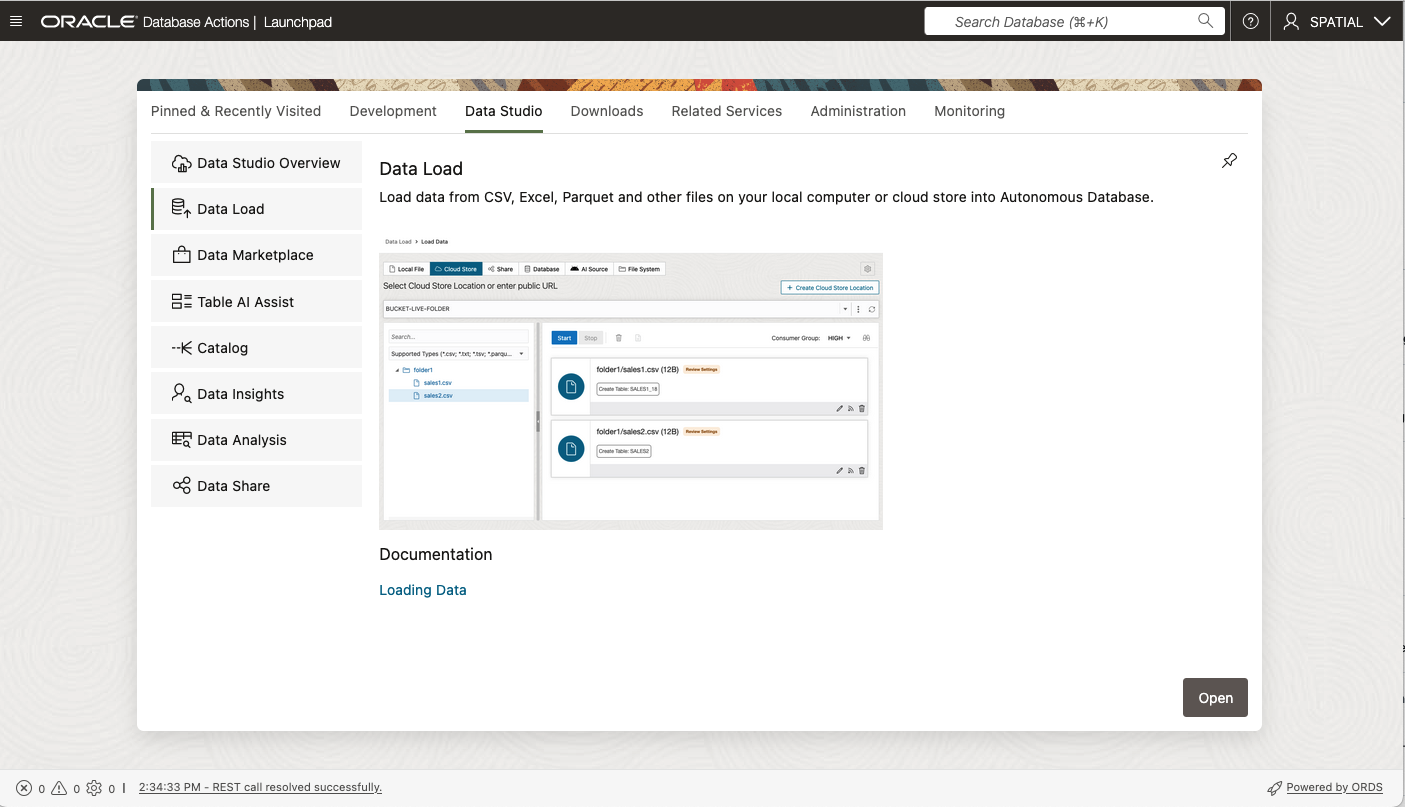 ORACLE Database Actions | Launchpad
Search Database (⌘+K)
SPATIAL
Pinned & Recently Visited Development Data Studio Downloads Related Services Administration Monitoring
Data Studio Overview
Data Load
Data Marketplace
Table AI Assist
Catalog
Data Insights
Data Analysis
Data Share
Data Load
Load data from CSV, Excel, Parquet and other files on your local computer or cloud store into Autonomous Database.
Data Load > Load Data
Local File Cloud Store Share Database AI Source File System
Select Cloud Store Location or enter public URL
+ Create Cloud Store Location
BUCKET-LIVE-FOLDER
Search...
Supported Types (*.csv; *.txt; *.tsv; *.parqu...
folder1
sales1.csv
sales2.csv
Start Stop
Consumer Group: HIGH
folder1/sales1.csv (12B) Review Settings
Create Table: SALES1_18
folder1/sales2.csv (12B) Review Settings
Create Table: SALES2
Documentation
Loading Data
Open
0 0 0 | 2:34:33 PM - REST call resolved successfully.
Powered by ORDS